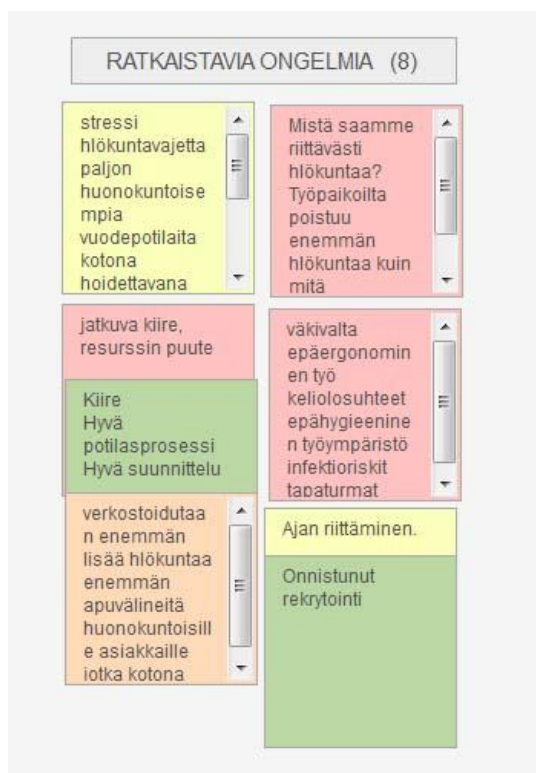 RATKAISTAVIA ONGELMIA (8)
stressi
hlökuntavajetta
paljon
huonokuntoise
mpia
vuodepotilaita
kotona
hoidettavana
Mistä saamme
riittävästi
hlökuntaa?
Työpaikoilta
poistuu
enemmän
hlökuntaa kuin
mitä
jatkuva kiire,
resurssin puute
väkivalta
epäergonomin
en työ
keliolosuhteet
epähygieenine
n työympäristö
infektioriskit
tapaturmat
Kiire
Hyvä
potilasprosessi
Hyvä suunnittelu
verkostoidutaa
n enemmän
lisää hlökuntaa
enemmän
apuvälineitä
huonokuntoisill
e asiakkaille
jotka kotona
Ajan riittäminen.
Onnistunut
rekrytointi